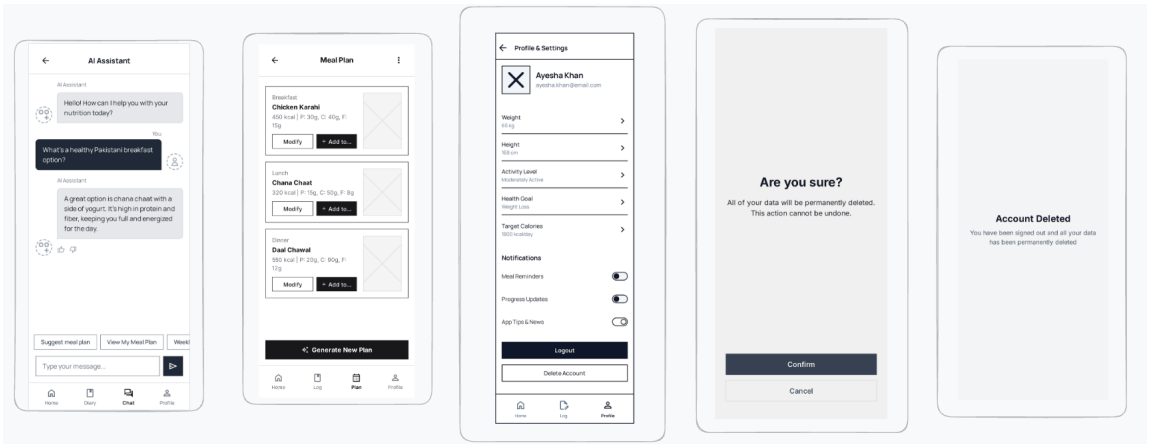 AI Assistant
AI Assistant
Hello! How can I help you with your
nutrition today?
You
What's a healthy Pakistani breakfast
option?
AI Assistant
A great option is chana chaat with a
side of yogurt. It's high in protein and
fiber, keeping you full and energized
for the day.
Suggest meal plan
View My Meal Plan
Type your message...
Home
Diary
Chat
Profile
Meal Plan
Breakfast
Chicken Karahi
450 kcal | P: 30g, C: 40g, F:
15g
Modify
+ Add to...
Lunch
Chana Chaat
320 kcal | P: 15g, C: 50g, F: 8g
Modify
+ Add to...
Dinner
Daal Chawal
550 kcal | P: 20g, C: 90g, F:
12g
Modify
+ Add to...
Generate New Plan
Home
Log
Plan
Profile
Profile & Settings
Ayesha Khan
ayesha.khan@email.com
Weight
Height
Activity Level
Moderately Active
Health Goal
Weight Loss
Target Calories
Notifications
Meal Reminders
Progress Updates
App Tips & News
Logout
Delete Account
Home
Log
Profile
Are you sure?
All of your data will be permanently deleted.
This action cannot be undone.
Confirm
Cancel
Account Deleted
You have been signed out and all your data
has been permanently deleted